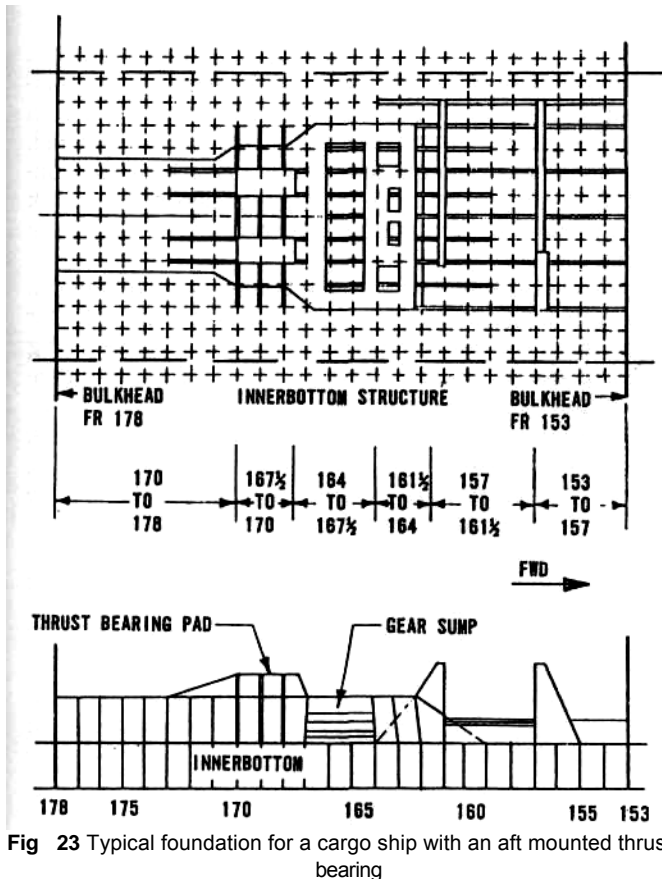 BULKHEAD FR 178
INNERBOTTOM STRUCTURE
BULKHEAD FR 153
170 TO 178
167½ TO 170
164 TO 167½
161½ TO 164
157 TO 161½
153 TO 157
FWD
THRUST BEARING PAD
GEAR SUMP
INNERBOTTOM
178 175 170 165 160 155 153
Fig 23 Typical foundation for a cargo ship with an aft mounted thrus
bearing